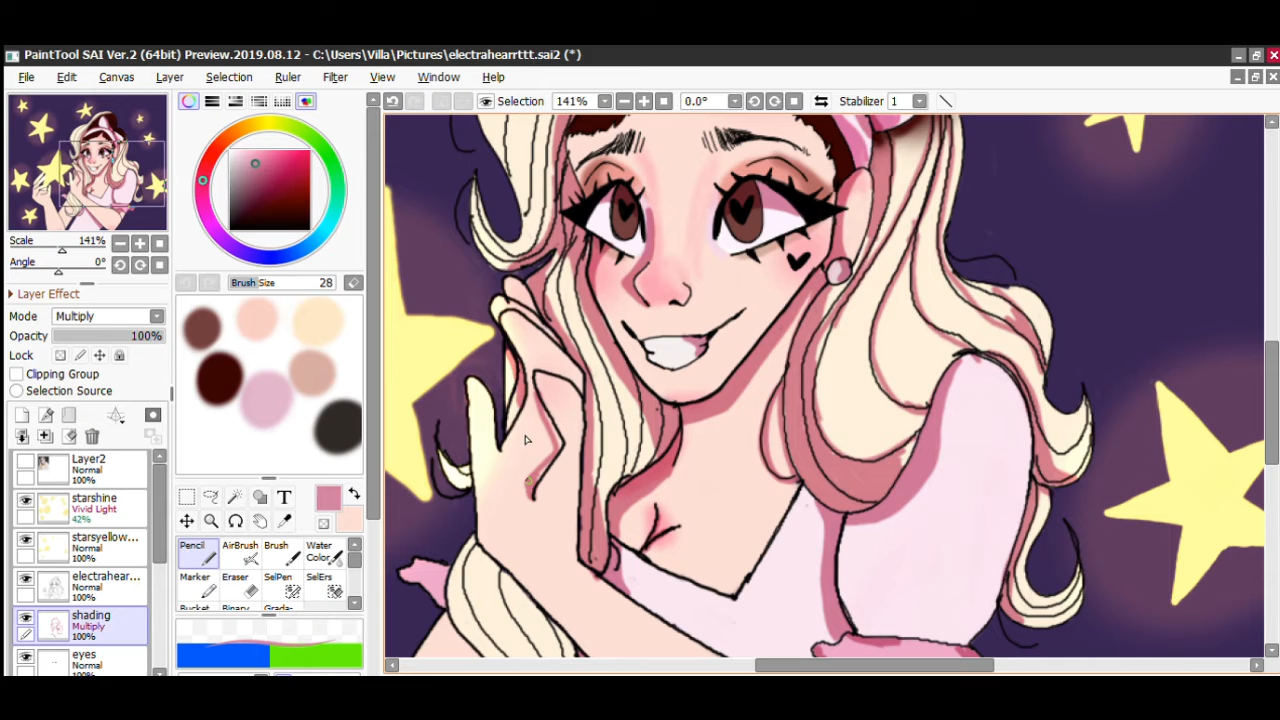 PaintTool SAI Ver.2 (64bit) Preview.2019.08.12 - C:\Users\Villa\Pictures\electrahearrttt.sai2 (*)
File Edit Canvas Layer Selection Ruler Filter View Window Help
Selection 141% 0.0° Stabilizer 1
Scale 141%
Angle 0°
Layer Effect
Mode Multiply
Opacity 100%
Lock
Clipping Group
Selection Source
Layer2
Normal
100%
starshine
Vivid Light
42%
starsyellow...
Normal
100%
electrahear...
Normal
100%
shading
Multiply
100%
eyes
Normal
Brush Size 28
T
Pencil AirBrush Brush Water
Color
Marker Eraser SelPen SelErs
Bucket Binary Grada-